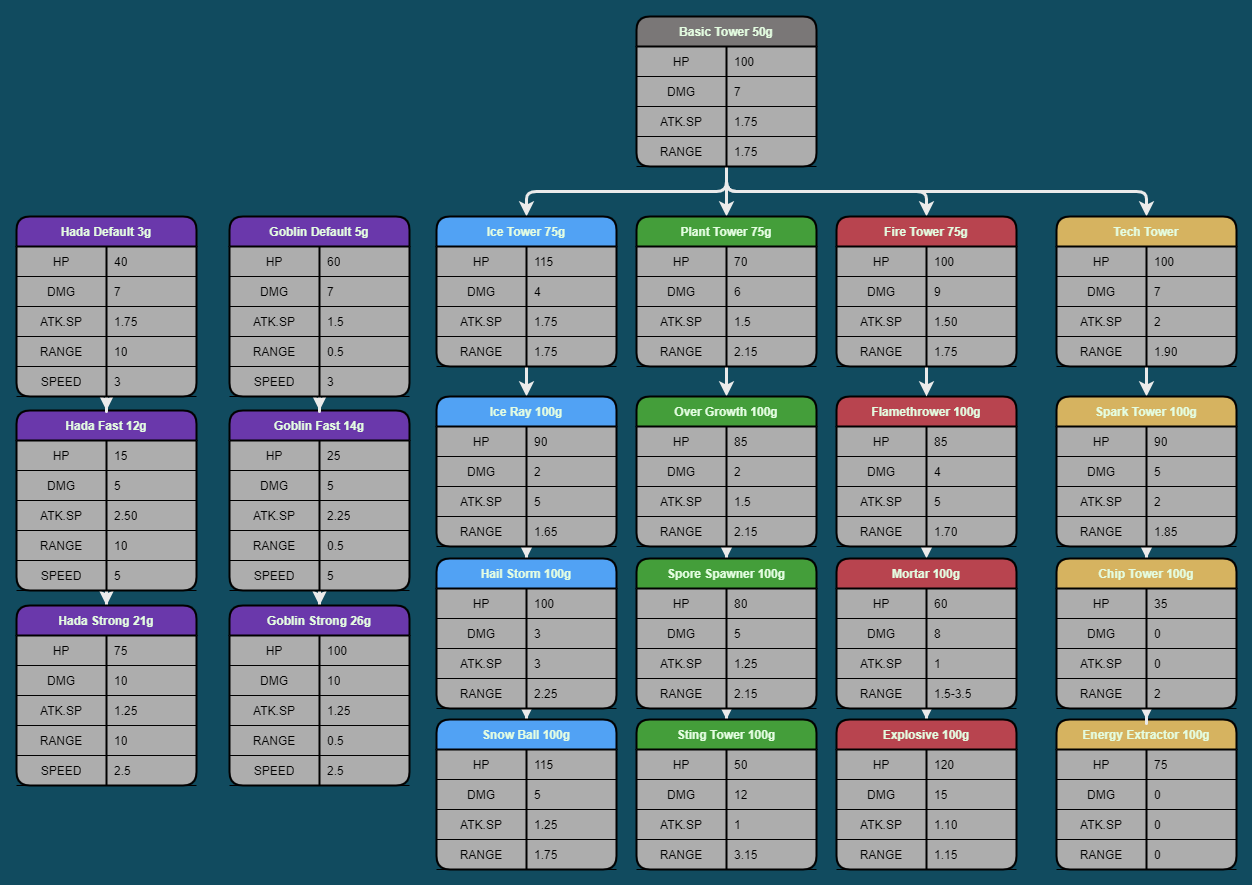 Basic Tower 50g
HP 100
DMG 7
ATK.SP 1.75
RANGE 1.75
Hada Default 3g
HP 40
DMG 7
ATK.SP 1.75
RANGE 10
SPEED 3
Hada Fast 12g
HP 15
DMG 5
ATK.SP 2.50
RANGE 10
SPEED 5
Hada Strong 21g
HP 75
DMG 10
ATK.SP 1.25
RANGE 10
SPEED 2.5
Goblin Default 5g
HP 60
DMG 7
ATK.SP 1.5
RANGE 0.5
SPEED 3
Goblin Fast 14g
HP 25
DMG 5
ATK.SP 2.25
RANGE 0.5
SPEED 5
Goblin Strong 26g
HP 100
DMG 10
ATK.SP 1.25
RANGE 0.5
SPEED 2.5
Ice Tower 75g
HP 115
DMG 4
ATK.SP 1.75
RANGE 1.75
Ice Ray 100g
HP 90
DMG 2
ATK.SP 5
RANGE 1.65
Hail Storm 100g
HP 100
DMG 3
ATK.SP 3
RANGE 2.25
Snow Ball 100g
HP 115
DMG 5
ATK.SP 1.25
RANGE 1.75
Plant Tower 75g
HP 70
DMG 6
ATK.SP 1.5
RANGE 2.15
Over Growth 100g
HP 85
DMG 2
ATK.SP 1.5
RANGE 2.15
Spore Spawner 100g
HP 80
DMG 5
ATK.SP 1.25
RANGE 2.15
Sting Tower 100g
HP 50
DMG 12
ATK.SP 1
RANGE 3.15
Fire Tower 75g
HP 100
DMG 9
ATK.SP 1.50
RANGE 1.75
Flamethrower 100g
HP 85
DMG 4
ATK.SP 5
RANGE 1.70
Mortar 100g
HP 60
DMG 8
ATK.SP 1
RANGE 1.5-3.5
Explosive 100g
HP 120
DMG 15
ATK.SP 1.10
RANGE 1.15
Tech Tower
HP 100
DMG 7
ATK.SP 2
RANGE 1.90
Spark Tower 100g
HP 90
DMG 5
ATK.SP 2
RANGE 1.85
Chip Tower 100g
HP 35
DMG 0
ATK.SP 0
RANGE 2
Energy Extractor 100g
HP 75
DMG 0
ATK.SP 0
RANGE 0